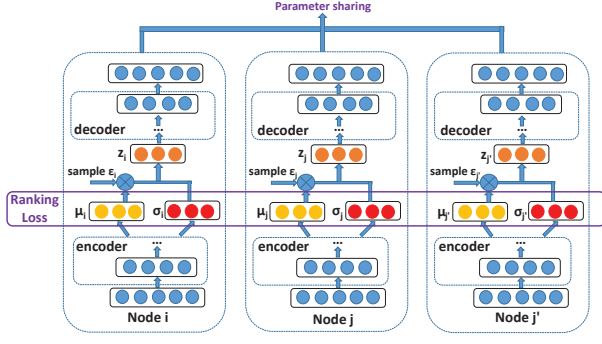 Parameter sharing
decoder
...
z_i
sample ε_i
Ranking
Loss
μ_i
σ_i
encoder
...
Node i
decoder
...
z_j
sample ε_j
μ_j
σ_j
encoder
...
Node j
decoder
...
z_j'
sample ε_j'
μ_j'
σ_j'
encoder
...
Node j'